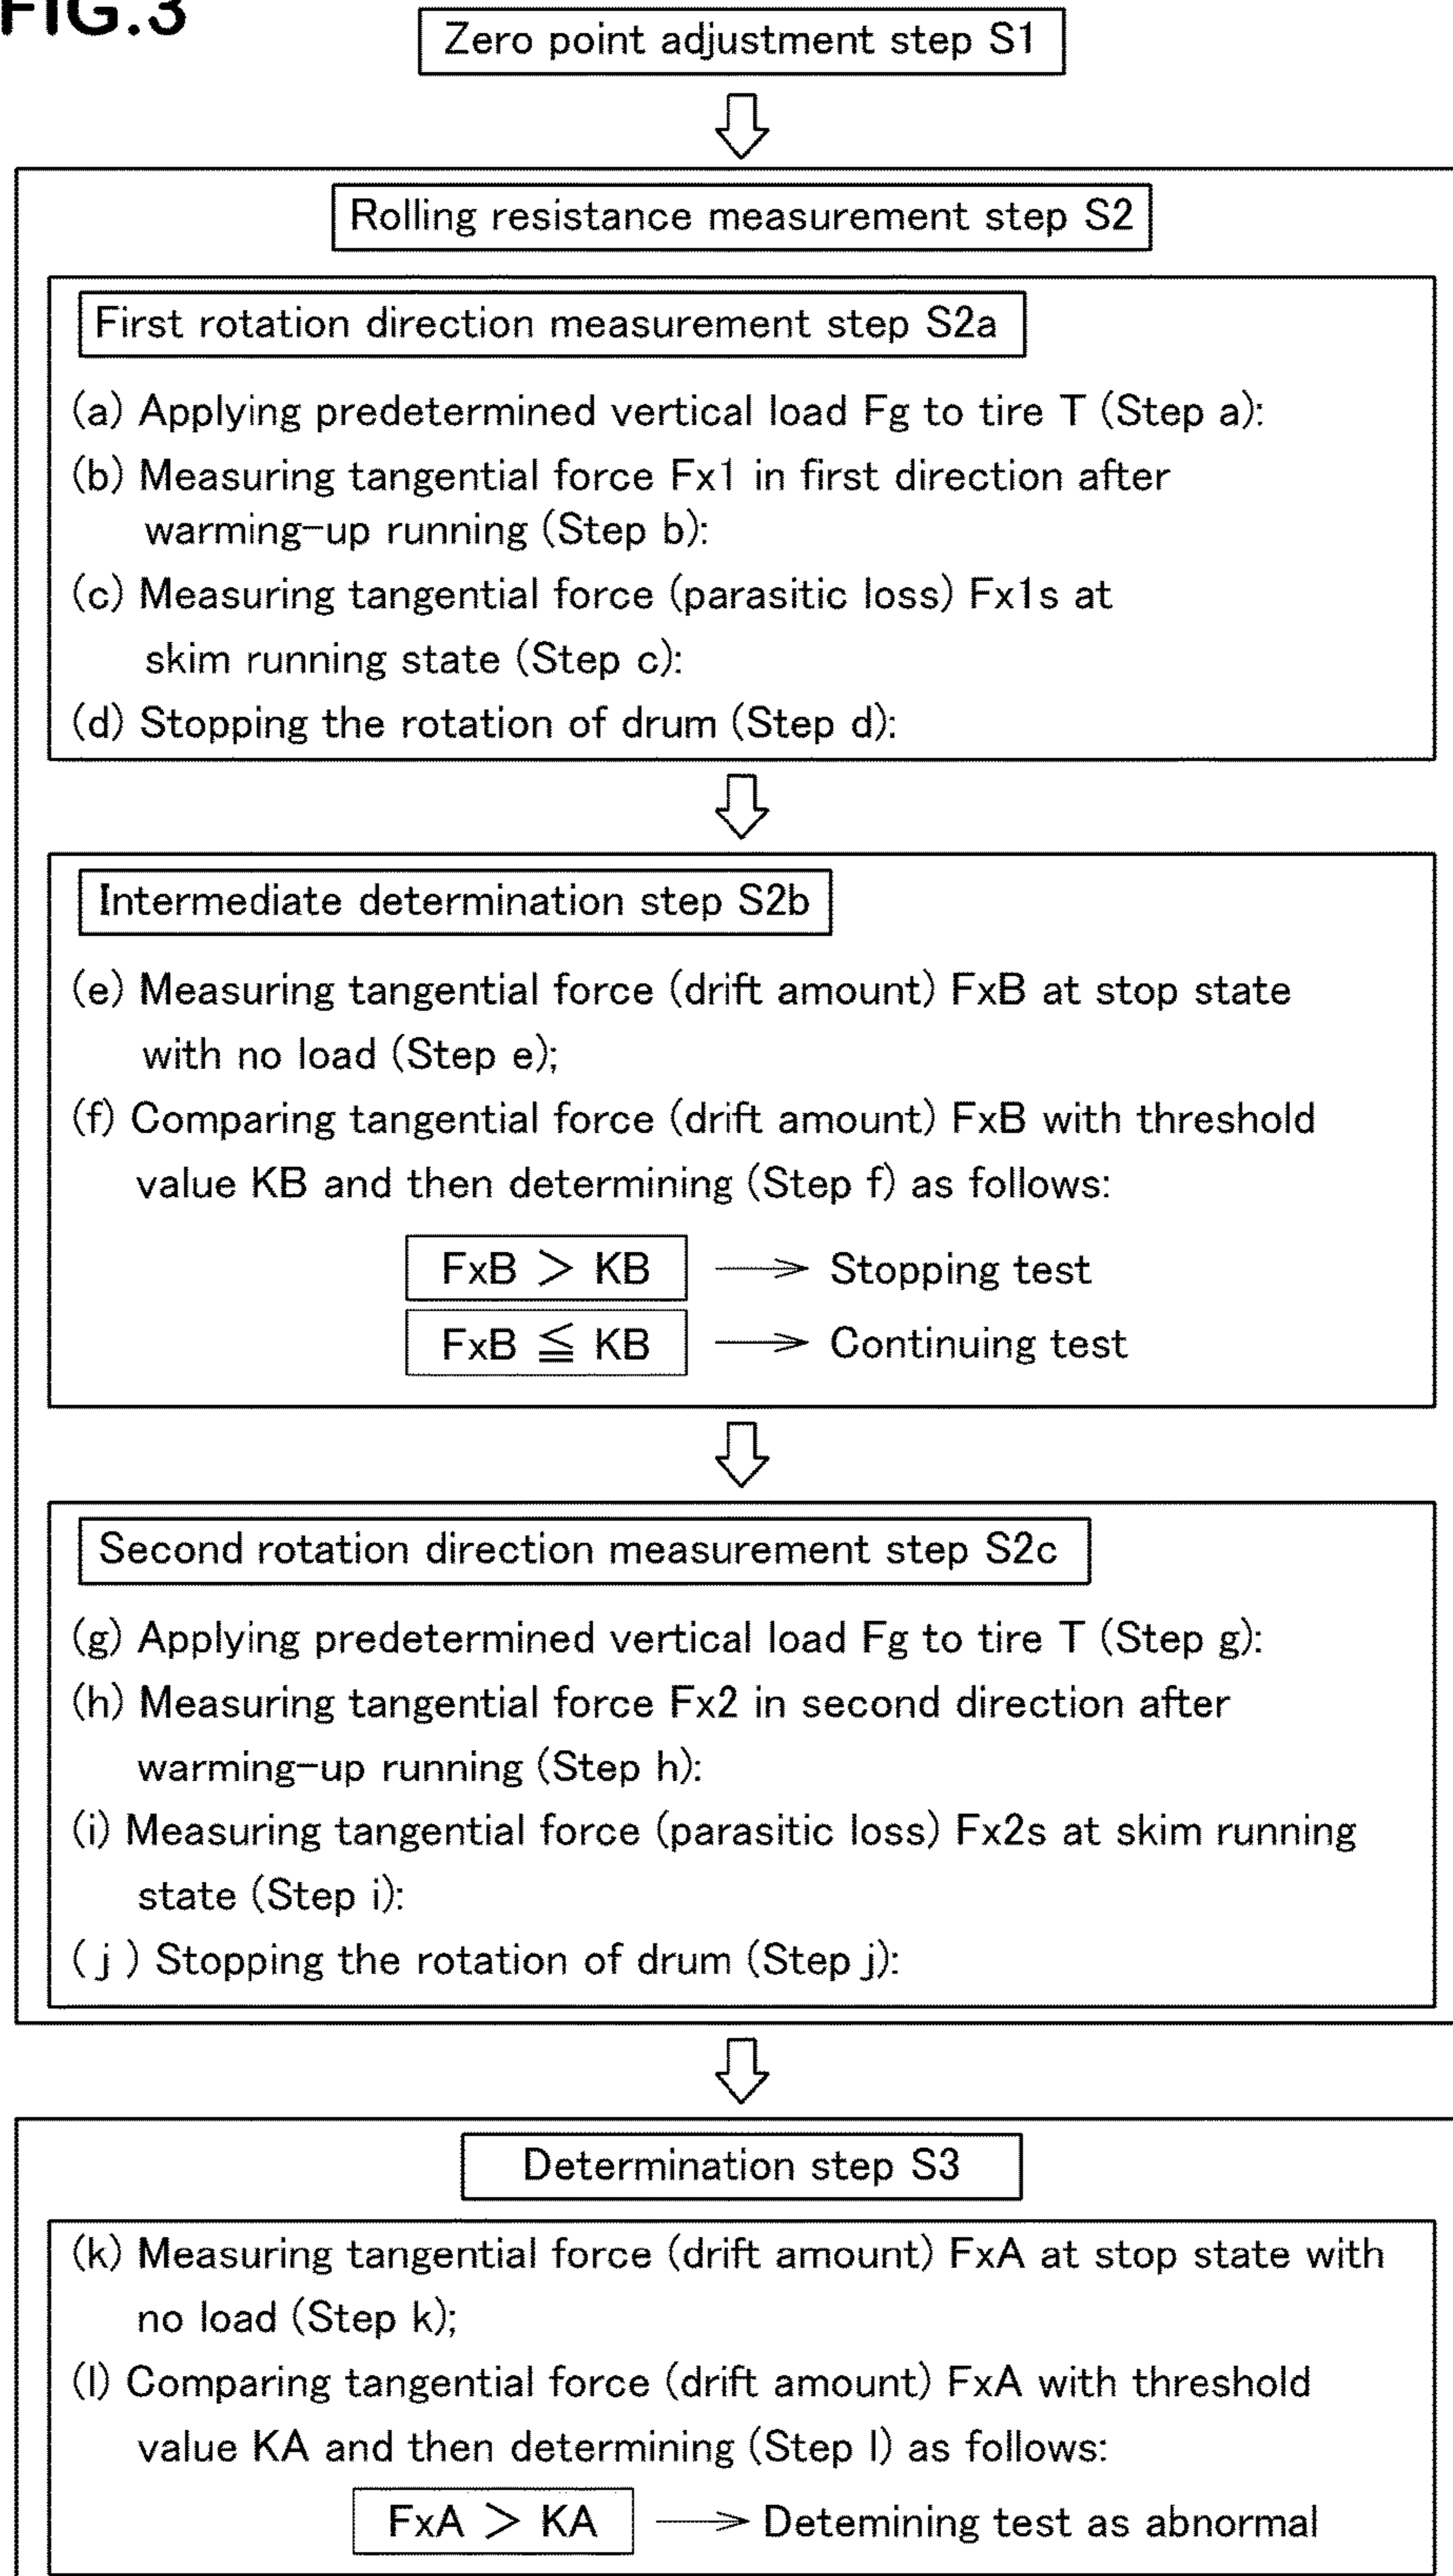 FIG.3
Zero point adjustment step S1
Rolling resistance measurement step S2
First rotation direction measurement step S2a
(a) Applying predetermined vertical load Fg to tire T (Step a):
(b) Measuring tangential force Fx1 in first direction after
warming-up running (Step b):
(c) Measuring tangential force (parasitic loss) Fx1s at
skim running state (Step c):
(d) Stopping the rotation of drum (Step d):
Intermediate determination step S2b
(e) Measuring tangential force (drift amount) FxB at stop state
with no load (Step e);
(f) Comparing tangential force (drift amount) FxB with threshold
value KB and then determining (Step f) as follows:
FxB > KB → Stopping test
FxB ≦ KB → Continuing test
Second rotation direction measurement step S2c
(g) Applying predetermined vertical load Fg to tire T (Step g):
(h) Measuring tangential force Fx2 in second direction after
warming-up running (Step h):
(i) Measuring tangential force (parasitic loss) Fx2s at skim running
state (Step i):
( j ) Stopping the rotation of drum (Step j):
Determination step S3
(k) Measuring tangential force (drift amount) FxA at stop state with
no load (Step k);
(l) Comparing tangential force (drift amount) FxA with threshold
value KA and then determining (Step l) as follows:
FxA > KA → Detemining test as abnormal